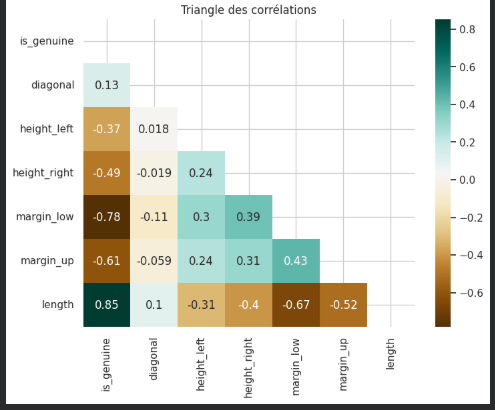 Triangle des corrélations
is_genuine
diagonal 0.13
height_left -0.37 0.018
height_right -0.49 -0.019 0.24
margin_low -0.78 -0.11 0.3 0.39
margin_up -0.61 -0.059 0.24 0.31 0.43
length 0.85 0.1 -0.31 -0.4 -0.67 -0.52
is_genuine diagonal height_left height_right margin_low margin_up length
0.8
0.6
0.4
0.2
0.0
−0.2
−0.4
−0.6